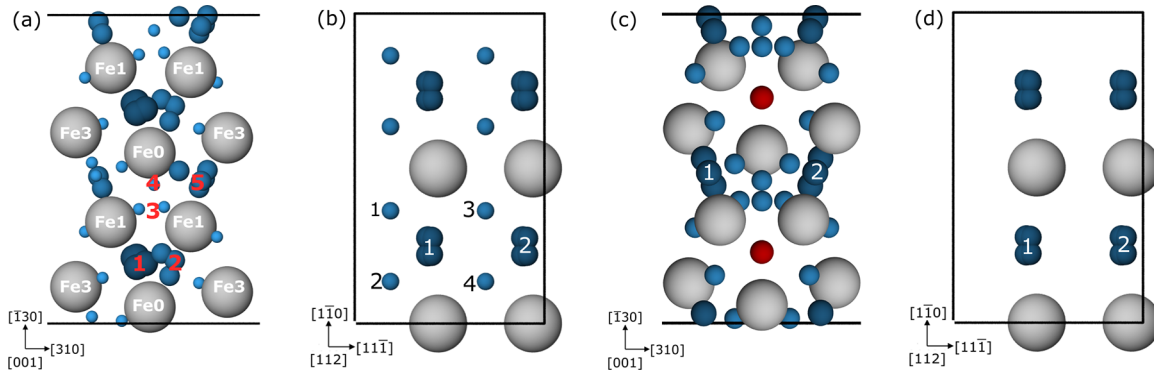 (a)
Fe1 Fe1
Fe3 Fe3
Fe0
4 5
3
Fe1 Fe1
1 2
Fe3 Fe3
Fe0
[1̅30]
[310]
[001]
(b)
1 3
1 2
2 4
[11̅0]
[111̅]
[112]
(c)
1 2
[1̅30]
[310]
[001]
(d)
1 2
[11̅0]
[111̅]
[112]